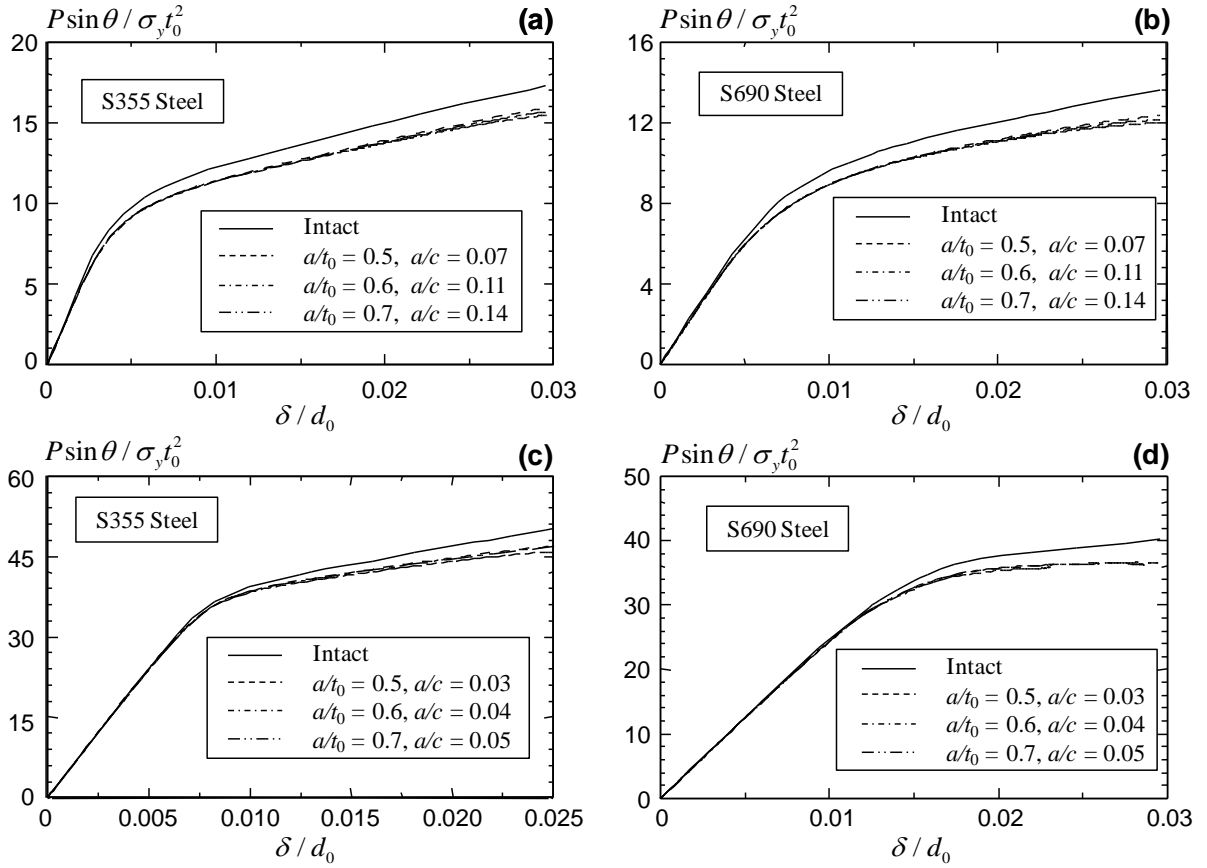 P sin θ / σ_y t_0^2
(a)
20
15
10
5
0
S355 Steel
Intact
a/t_0 = 0.5, a/c = 0.07
a/t_0 = 0.6, a/c = 0.11
a/t_0 = 0.7, a/c = 0.14
0 0.01 0.02 0.03
δ / d_0
P sin θ / σ_y t_0^2
(b)
16
12
8
4
0
S690 Steel
Intact
a/t_0 = 0.5, a/c = 0.07
a/t_0 = 0.6, a/c = 0.11
a/t_0 = 0.7, a/c = 0.14
0 0.01 0.02 0.03
δ / d_0
P sin θ / σ_y t_0^2
(c)
60
45
30
15
0
S355 Steel
Intact
a/t_0 = 0.5, a/c = 0.03
a/t_0 = 0.6, a/c = 0.04
a/t_0 = 0.7, a/c = 0.05
0 0.005 0.010 0.015 0.020 0.025
δ / d_0
P sin θ / σ_y t_0^2
(d)
50
40
30
20
10
0
S690 Steel
Intact
a/t_0 = 0.5, a/c = 0.03
a/t_0 = 0.6, a/c = 0.04
a/t_0 = 0.7, a/c = 0.05
0 0.01 0.02 0.03
δ / d_0